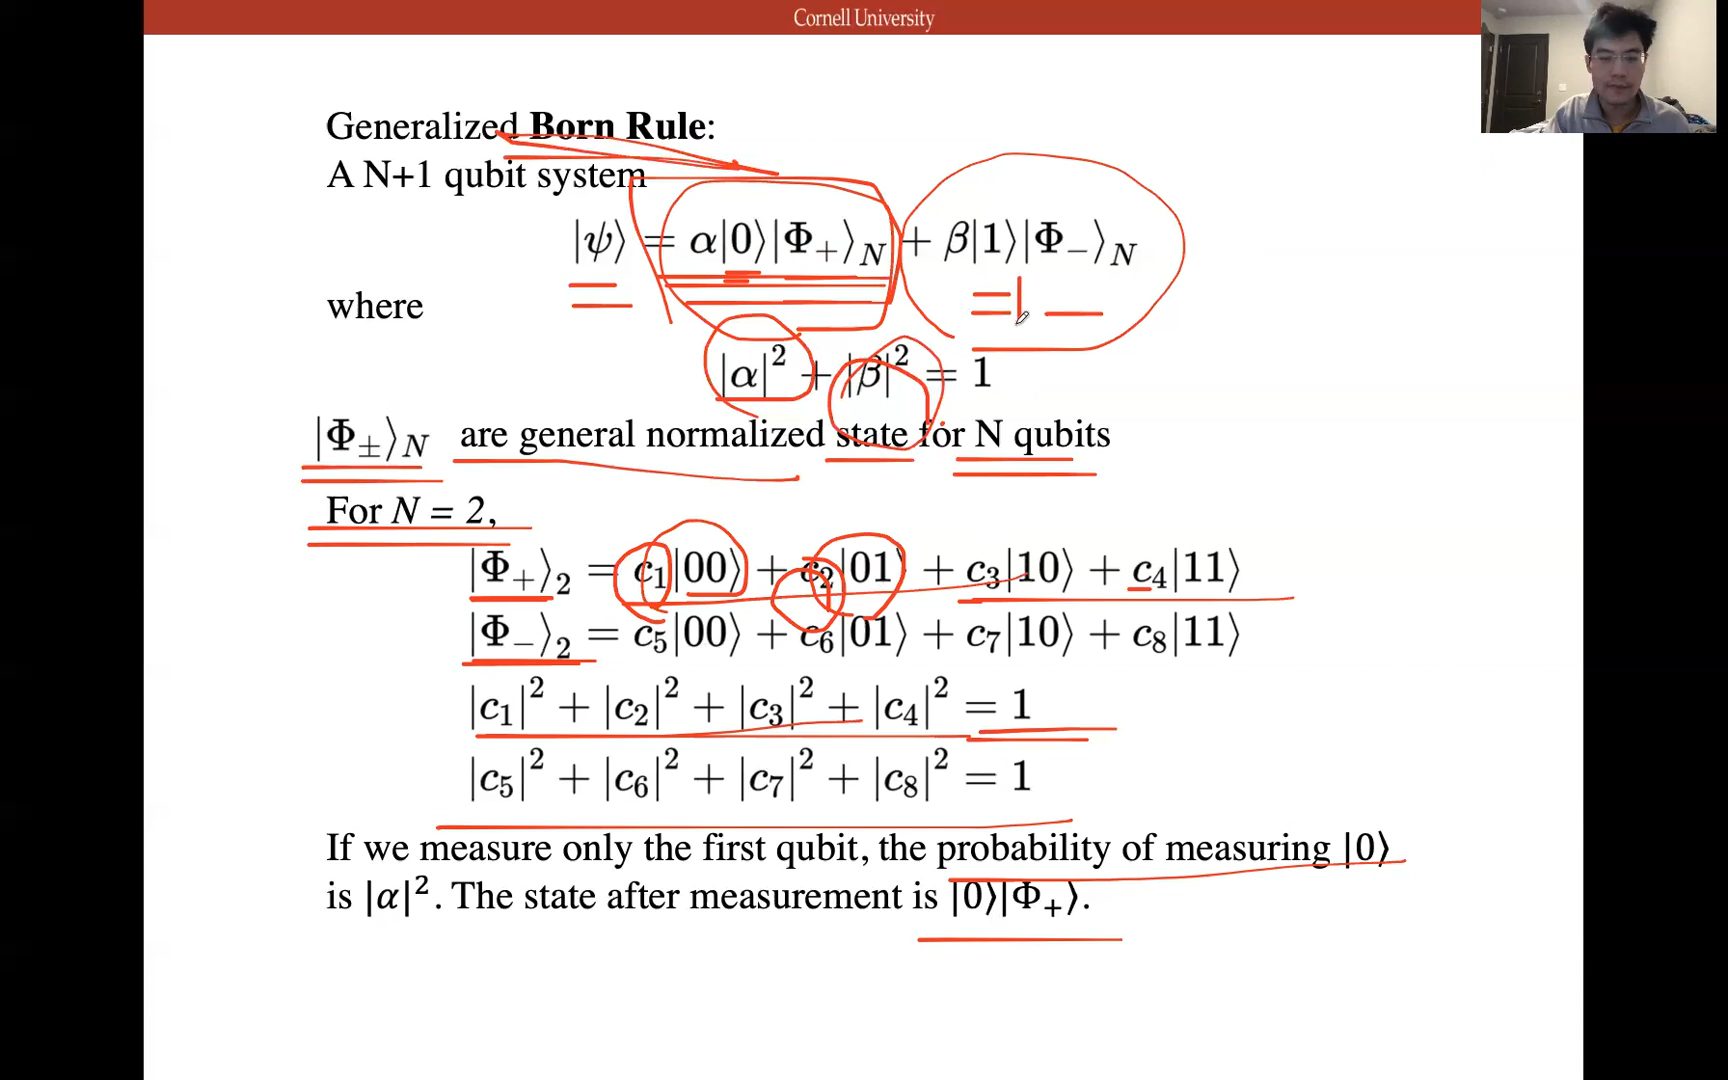 Cornell University
Generalized Born Rule:
A N+1 qubit system
|ψ⟩ = α|0⟩|Φ₊⟩_N + β|1⟩|Φ₋⟩_N
where
|α|² + |β|² = 1
|Φ±⟩_N are general normalized state for N qubits
For N = 2,
|Φ₊⟩₂ = c₁|00⟩ + c₂|01⟩ + c₃|10⟩ + c₄|11⟩
|Φ₋⟩₂ = c₅|00⟩ + c₆|01⟩ + c₇|10⟩ + c₈|11⟩
|c₁|² + |c₂|² + |c₃|² + |c₄|² = 1
|c₅|² + |c₆|² + |c₇|² + |c₈|² = 1
If we measure only the first qubit, the probability of measuring |0⟩
is |α|². The state after measurement is |0⟩|Φ₊⟩.